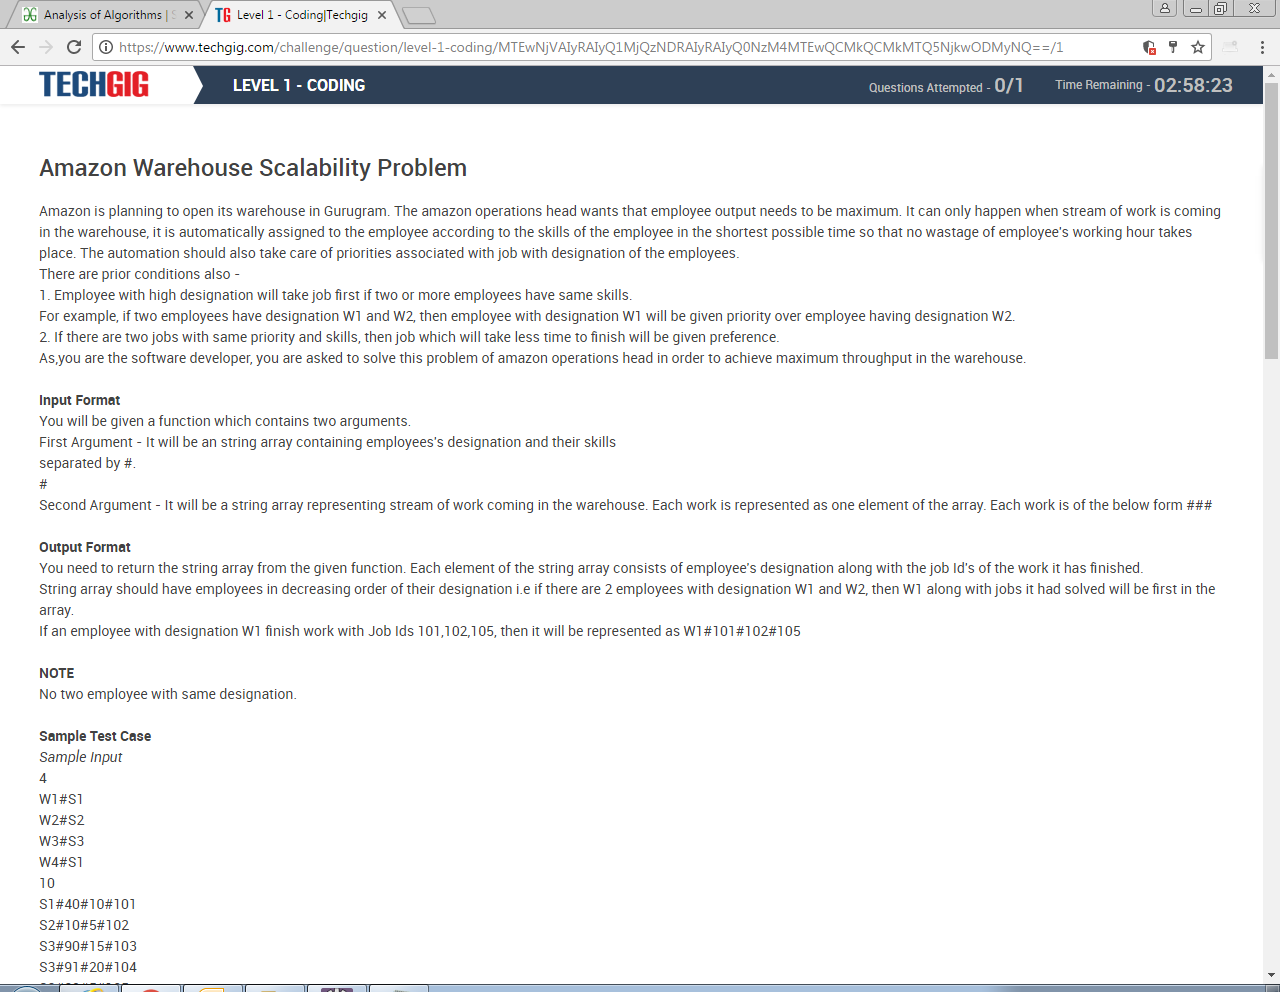 Analysis of Algorithms |
Level 1 - Coding|Techgig
https://www.techgig.com/challenge/question/level-1-coding/MTEwNjVAIyRAIyQ1MjQzNDRAIyRAIyQ0NzM4MTEwQCMkQCMkMTQ5NjkwODMyNQ==/1
TECHGIG
LEVEL 1 - CODING
Questions Attempted - 0/1
Time Remaining - 02:58:23
Amazon Warehouse Scalability Problem
Amazon is planning to open its warehouse in Gurugram. The amazon operations head wants that employee output needs to be maximum. It can only happen when stream of work is coming
in the warehouse, it is automatically assigned to the employee according to the skills of the employee in the shortest possible time so that no wastage of employee's working hour takes
place. The automation should also take care of priorities associated with job with designation of the employees.
There are prior conditions also -
1. Employee with high designation will take job first if two or more employees have same skills.
For example, if two employees have designation W1 and W2, then employee with designation W1 will be given priority over employee having designation W2.
2. If there are two jobs with same priority and skills, then job which will take less time to finish will be given preference.
As,you are the software developer, you are asked to solve this problem of amazon operations head in order to achieve maximum throughput in the warehouse.
Input Format
You will be given a function which contains two arguments.
First Argument - It will be an string array containing employees's designation and their skills
separated by #.
#
Second Argument - It will be a string array representing stream of work coming in the warehouse. Each work is represented as one element of the array. Each work is of the below form ###
Output Format
You need to return the string array from the given function. Each element of the string array consists of employee's designation along with the job Id's of the work it has finished.
String array should have employees in decreasing order of their designation i.e if there are 2 employees with designation W1 and W2, then W1 along with jobs it had solved will be first in the
array.
If an employee with designation W1 finish work with Job Ids 101,102,105, then it will be represented as W1#101#102#105
NOTE
No two employee with same designation.
Sample Test Case
Sample Input
4
W1#S1
W2#S2
W3#S3
W4#S1
10
S1#40#10#101
S2#10#5#102
S3#90#15#103
S3#91#20#104